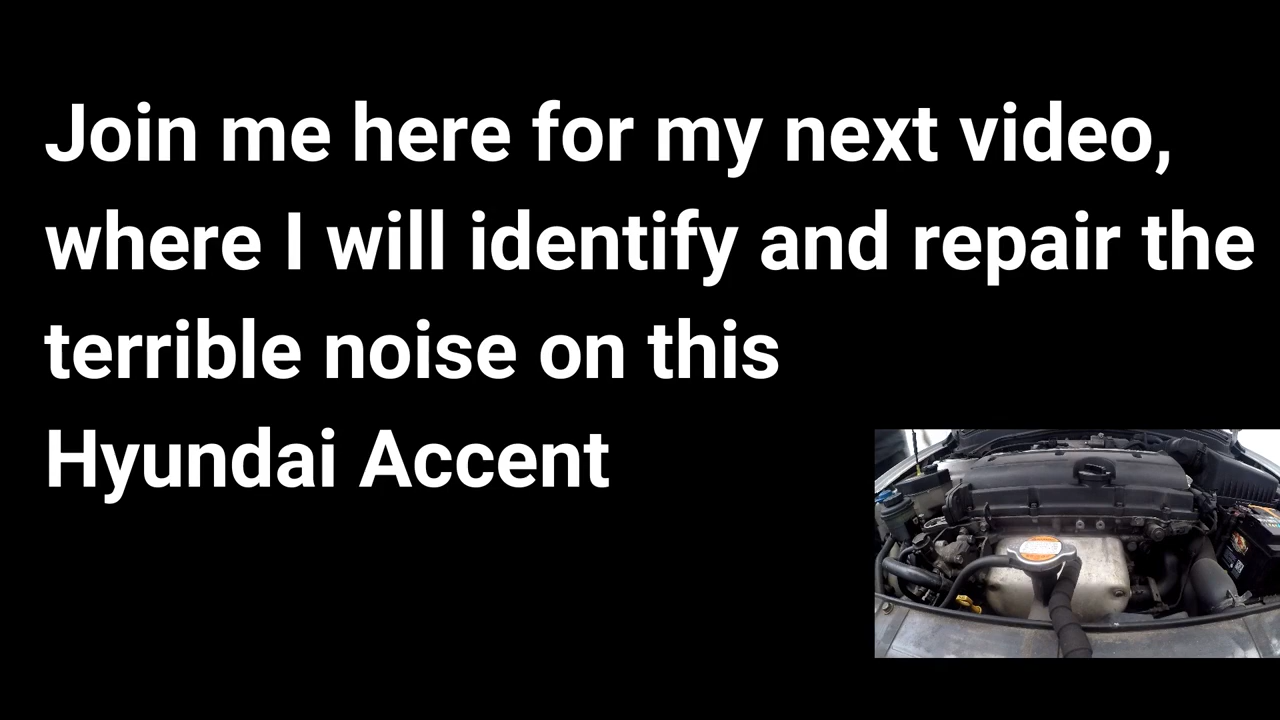 Join me here for my next video,
where I will identify and repair the
terrible noise on this
Hyundai Accent